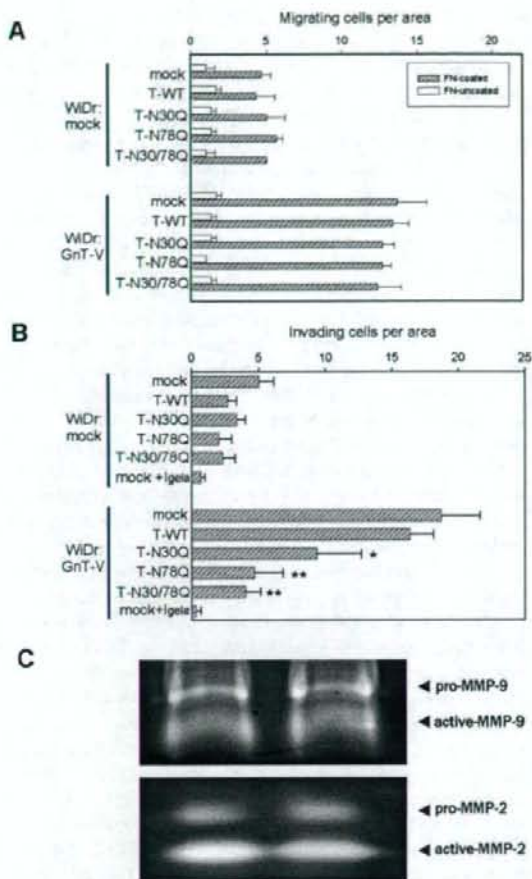 A
Migrating cells per area
0 5 10 15 20
FN-coated
FN-uncoated
WiDr: mock
mock
T-WT
T-N30Q
T-N78Q
T-N30/78Q
WiDr: GnT-V
mock
T-WT
T-N30Q
T-N78Q
T-N30/78Q
B
Invading cells per area
0 5 10 15 20 25
WiDr: mock
mock
T-WT
T-N30Q
T-N78Q
T-N30/78Q
mock +Igela
WiDr: GnT-V
mock
T-WT
T-N30Q *
T-N78Q **
T-N30/78Q **
mock+Igela
C
◄ pro-MMP-9
◄ active-MMP-9
◄ pro-MMP-2
◄ active-MMP-2